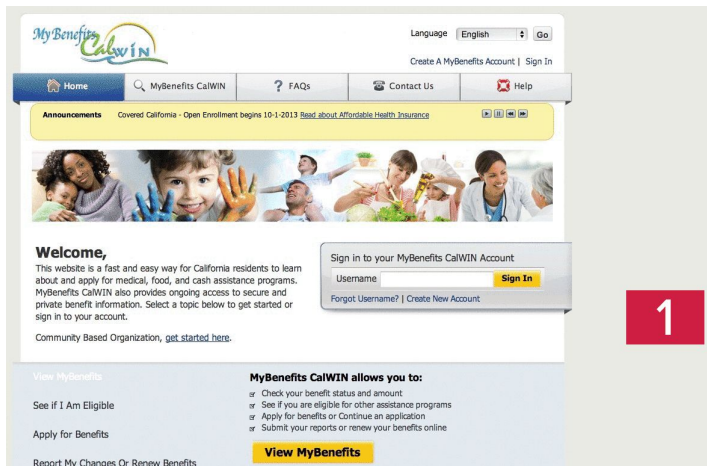 My Benefits
CalWIN
Language English Go
Create A MyBenefits Account | Sign In
Home MyBenefits CalWIN ? FAQs Contact Us Help
Announcements Covered California - Open Enrollment begins 10-1-2013 Read about Affordable Health Insurance
Welcome,
This website is a fast and easy way for California residents to learn
about and apply for medical, food, and cash assistance programs.
MyBenefits CalWIN also provides ongoing access to secure and
private benefit information. Select a topic below to get started or
sign in to your account.
Community Based Organization, get started here.
Sign in to your MyBenefits CalWIN Account
Username Sign In
Forgot Username? | Create New Account
1
View MyBenefits
See if I Am Eligible
Apply for Benefits
Report My Changes Or Renew Benefits
MyBenefits CalWIN allows you to:
Check your benefit status and amount
See if you are eligible for other assistance programs
Apply for benefits or Continue an application
Submit your reports or renew your benefits online
View MyBenefits